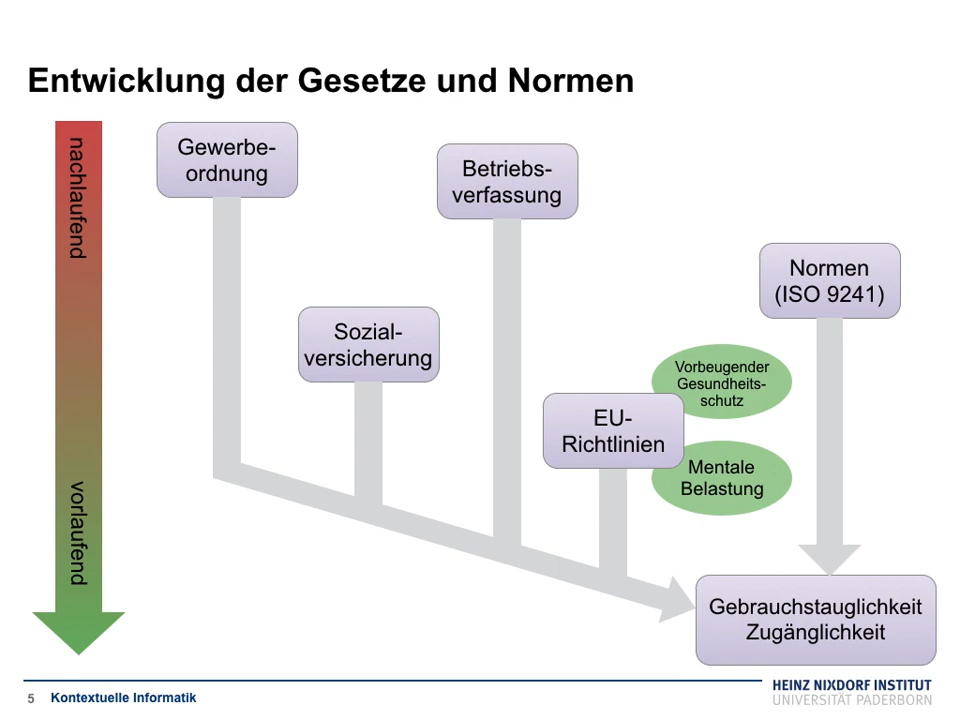 Entwicklung der Gesetze und Normen
nachlaufend
vorlaufend
Gewerbe-
ordnung
Betriebs-
verfassung
Normen
(ISO 9241)
Sozial-
versicherung
Vorbeugender
Gesundheits-
schutz
EU-
Richtlinien
Mentale
Belastung
Gebrauchstauglichkeit
Zugänglichkeit
5 Kontextuelle Informatik
HEINZ NIXDORF INSTITUT
UNIVERSITÄT PADERBORN